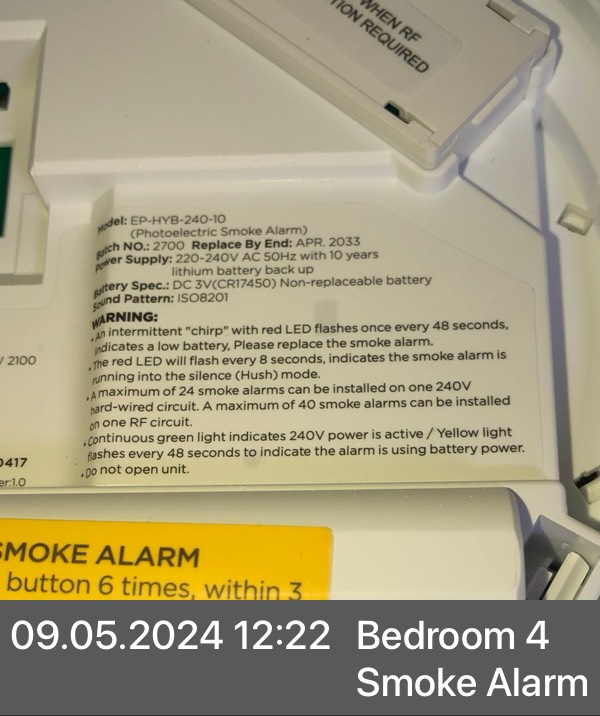 WHEN RF
TION REQUIRED
Model: EP-HYB-240-10
(Photoelectric Smoke Alarm)
Batch NO.: 2700 Replace By End: APR. 2033
Power Supply: 220-240V AC 50Hz with 10 years
lithium battery back up
Battery Spec.: DC 3V(CR17450) Non-replaceable battery
Sound Pattern: ISO8201
WARNING:
• An intermittent "chirp" with red LED flashes once every 48 seconds,
indicates a low battery, Please replace the smoke alarm.
• The red LED will flash every 8 seconds, indicates the smoke alarm is
running into the silence (Hush) mode.
• A maximum of 24 smoke alarms can be installed on one 240V
hard-wired circuit. A maximum of 40 smoke alarms can be installed
on one RF circuit.
• Continuous green light indicates 240V power is active / Yellow light
flashes every 48 seconds to indicate the alarm is using battery power.
• Do not open unit.
/ 2100
0417
er:1.0
SMOKE ALARM
button 6 times, within 3
09.05.2024 12:22 Bedroom 4
Smoke Alarm